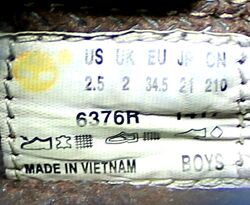 US UK EU JP CN
2.5 2 34.5 21 210
6376R
MADE IN VIETNAM BOYS